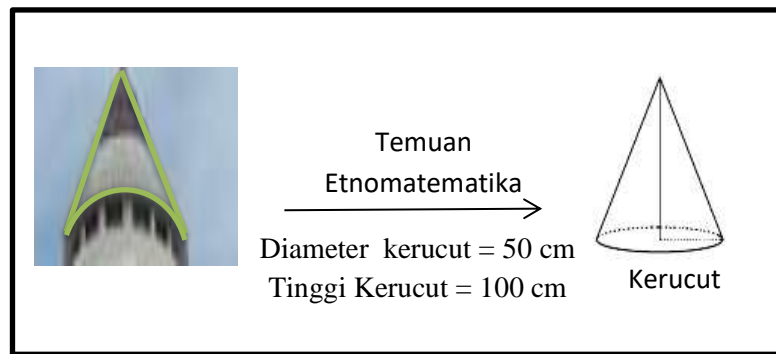 Temuan
Etnomatematika
Diameter kerucut = 50 cm
Tinggi Kerucut = 100 cm
Kerucut